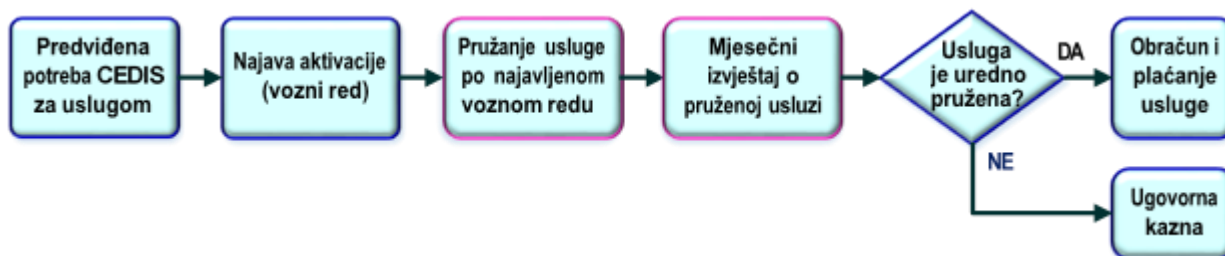 Predviđena
potreba CEDIS
za uslugom
Najava aktivacije
(vozni red)
Pružanje usluge
po najavljenom
voznom redu
Mjesečni
izvještaj o
pruženoj usluzi
Usluga
je uredno
pružena?
DA
Obračun i
plaćanje
usluge
NE
Ugovorna
kazna